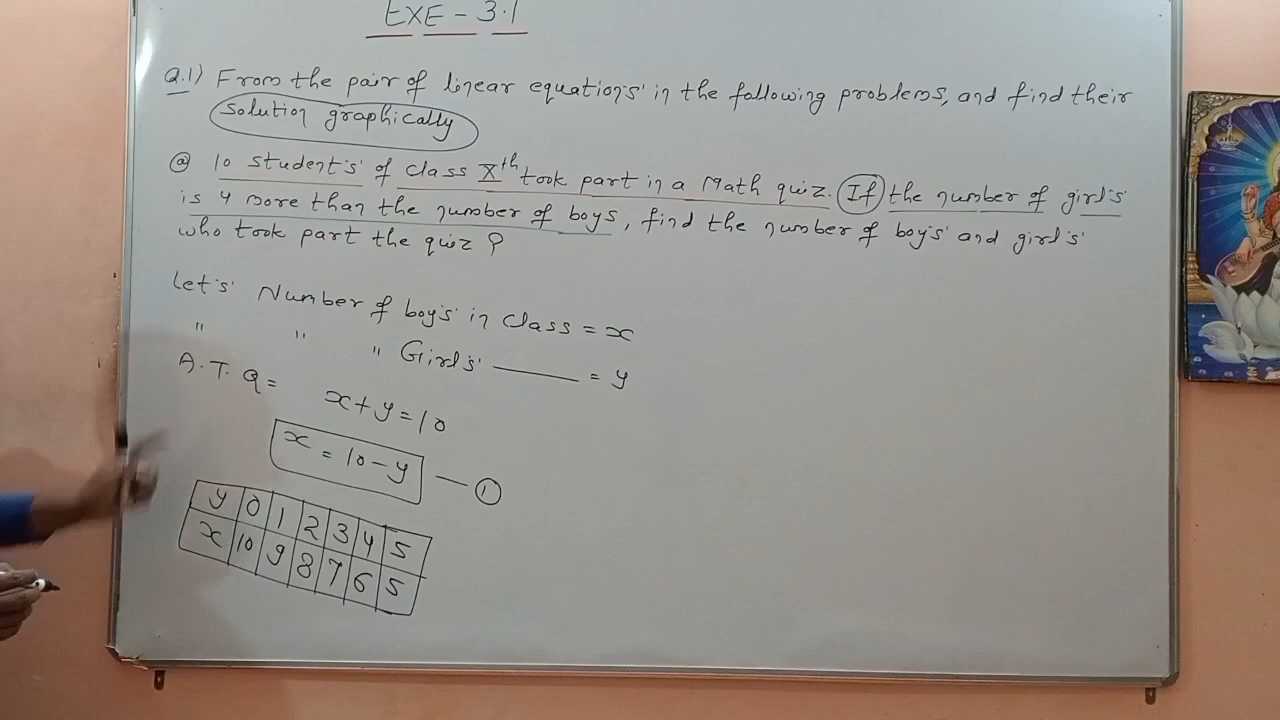 EXE - 3.1
Q.1) From the pair of linear equations in the following problems, and find their
solution graphically
@ 10 students of class Xth took part in a Math quiz. If the number of girls
is 4 more than the number of boys, find the number of boys and girls
who took part the quiz ?
Let's Number of boys in class = x
" " " Girls ——— = y
A.T.Q =
x+y=10
x = 10-y — ①
y 0 1 2 3 4 5
x 10 9 8 7 6 5